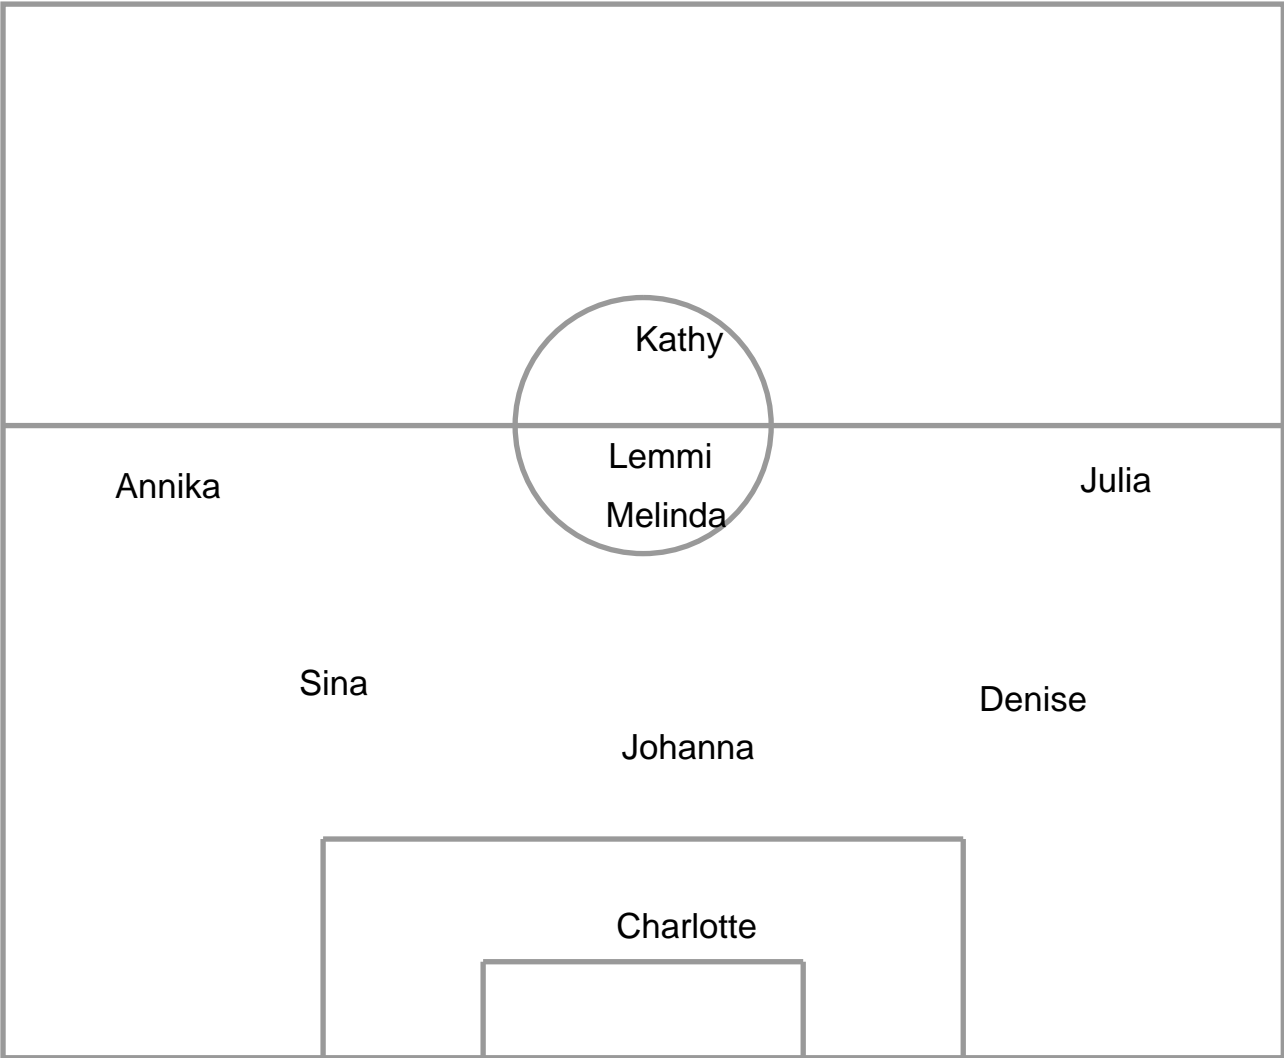 Kathy
Lemmi
Annika
Julia
Melinda
Sina
Denise
Johanna
Charlotte